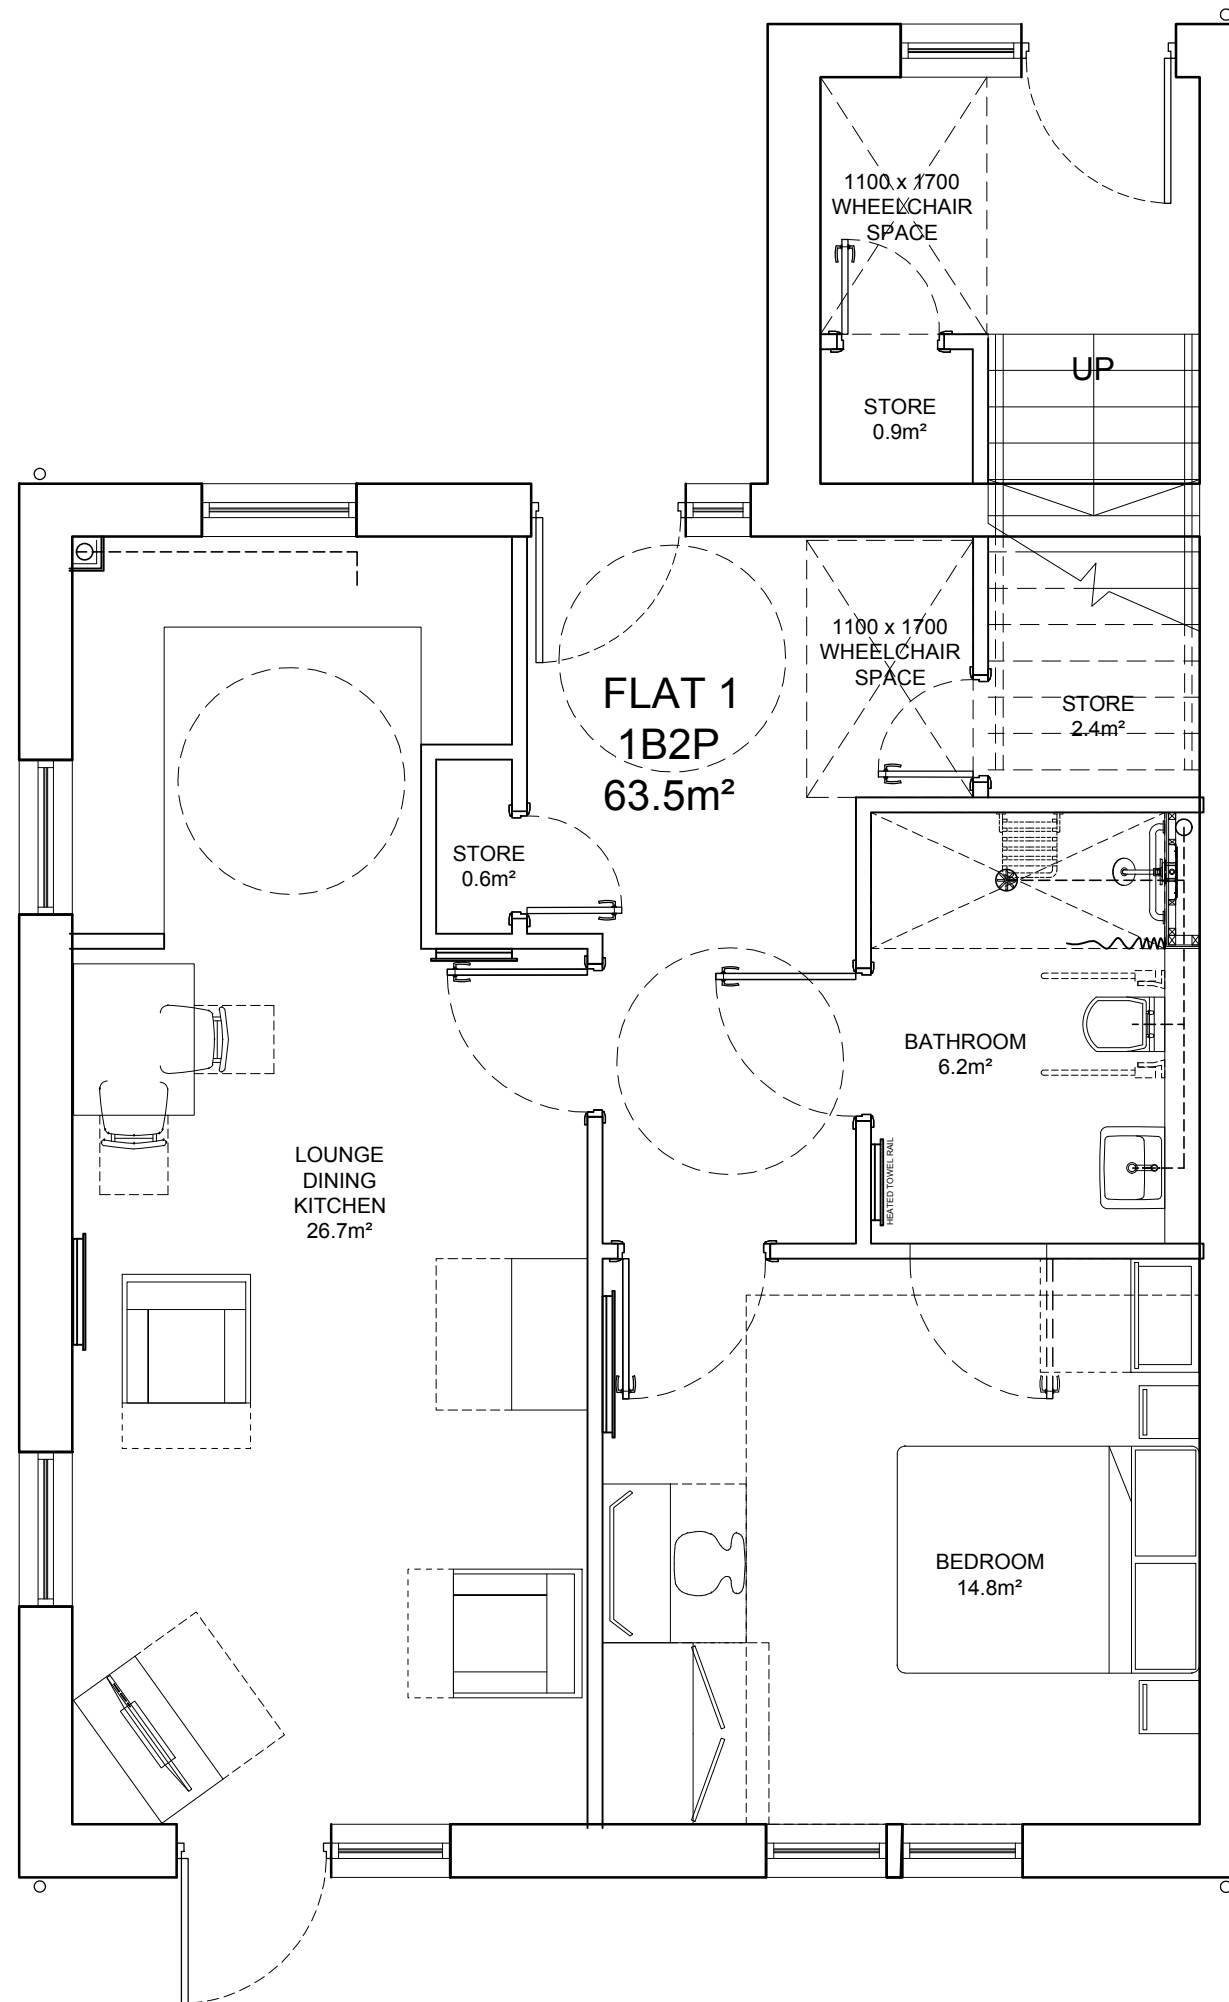 1100 x 1700
WHEELCHAIR
SPACE
UP
STORE
0.9m²
1100 x 1700
WHEELCHAIR
SPACE
FLAT 1
1B2P
63.5m²
STORE
2.4m²
STORE
0.6m²
BATHROOM
6.2m²
HEATED TOWEL RAIL
LOUNGE
DINING
KITCHEN
26.7m²
BEDROOM
14.8m²